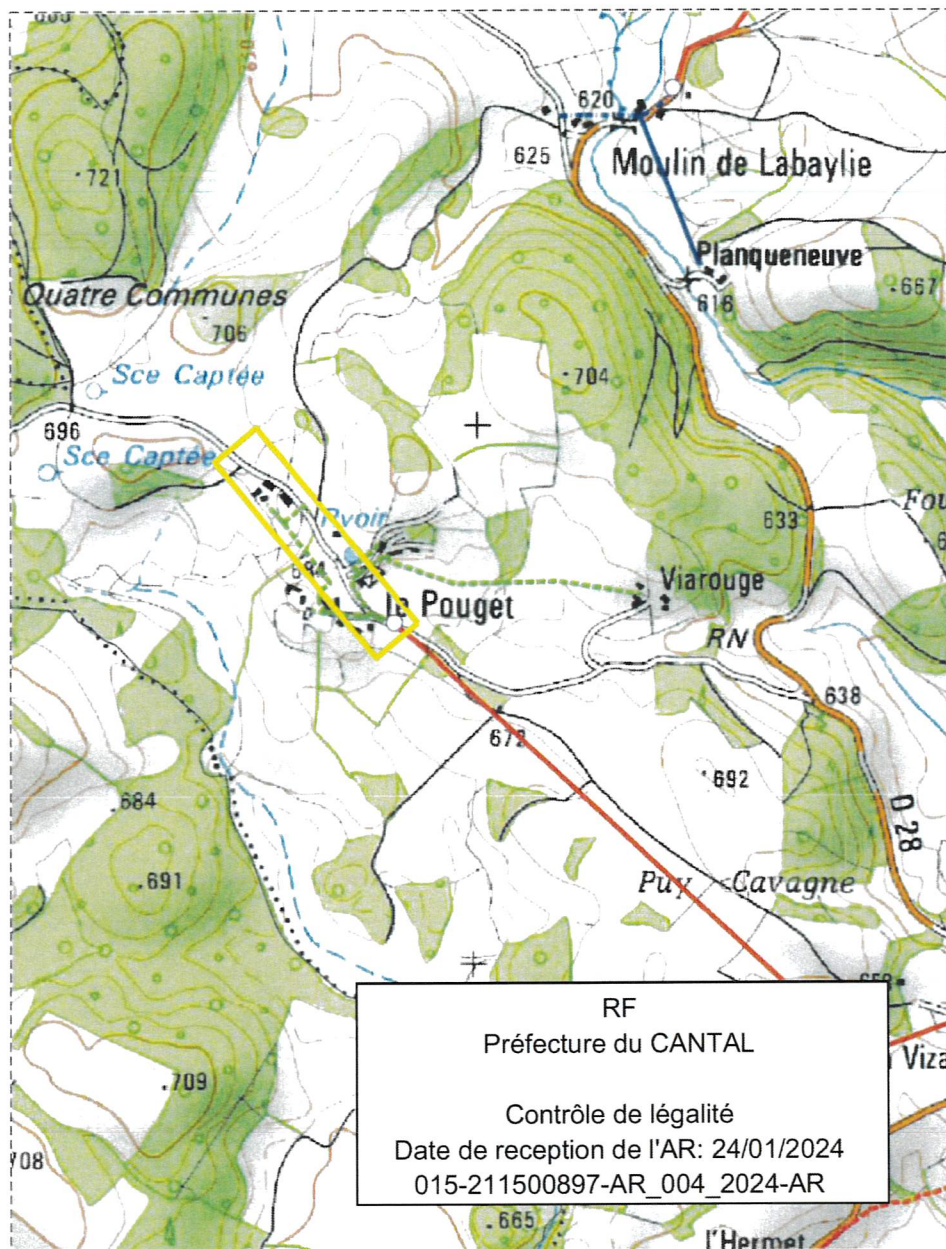 620
625
Moulin de Labaylie
.721
Planqueneuve
.667
616
Quatre Communes
706
.704
Sce Captée
696
Sce Captée
Rvoir
633
Viarouge
le Pouget
RN
638
672
692
.684
D 28
.691
Puy Cavagne
RF
Préfecture du CANTAL
Contrôle de légalité
Date de reception de l'AR: 24/01/2024
015-211500897-AR_004_2024-AR
.709
708
.665
l'Hermet